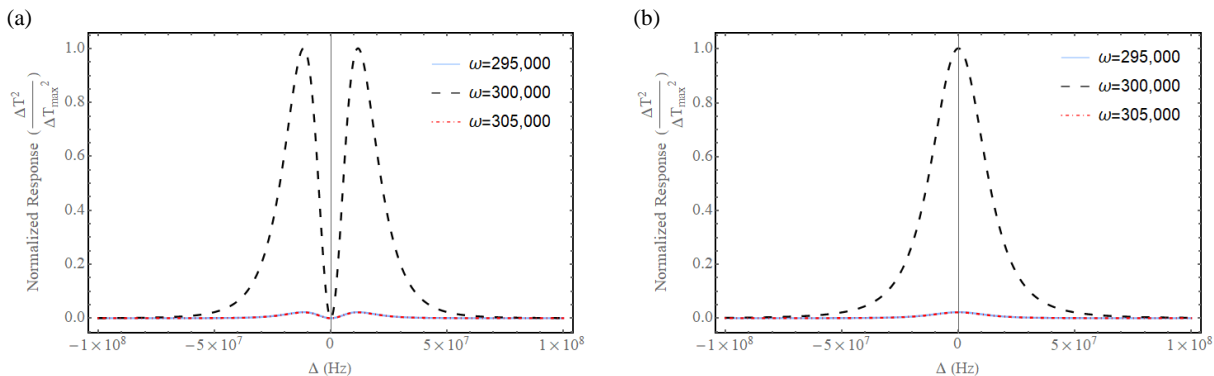 (a)
Normalized Response ( ΔT² / ΔT_max² )
1.0
0.8
0.6
0.4
0.2
0.0
ω=295,000
ω=300,000
ω=305,000
−1×10⁸
−5×10⁷
0
5×10⁷
1×10⁸
Δ (Hz)
(b)
Normalized Response ( ΔT² / ΔT_max² )
1.0
0.8
0.6
0.4
0.2
0.0
ω=295,000
ω=300,000
ω=305,000
−1×10⁸
−5×10⁷
0
5×10⁷
1×10⁸
Δ (Hz)